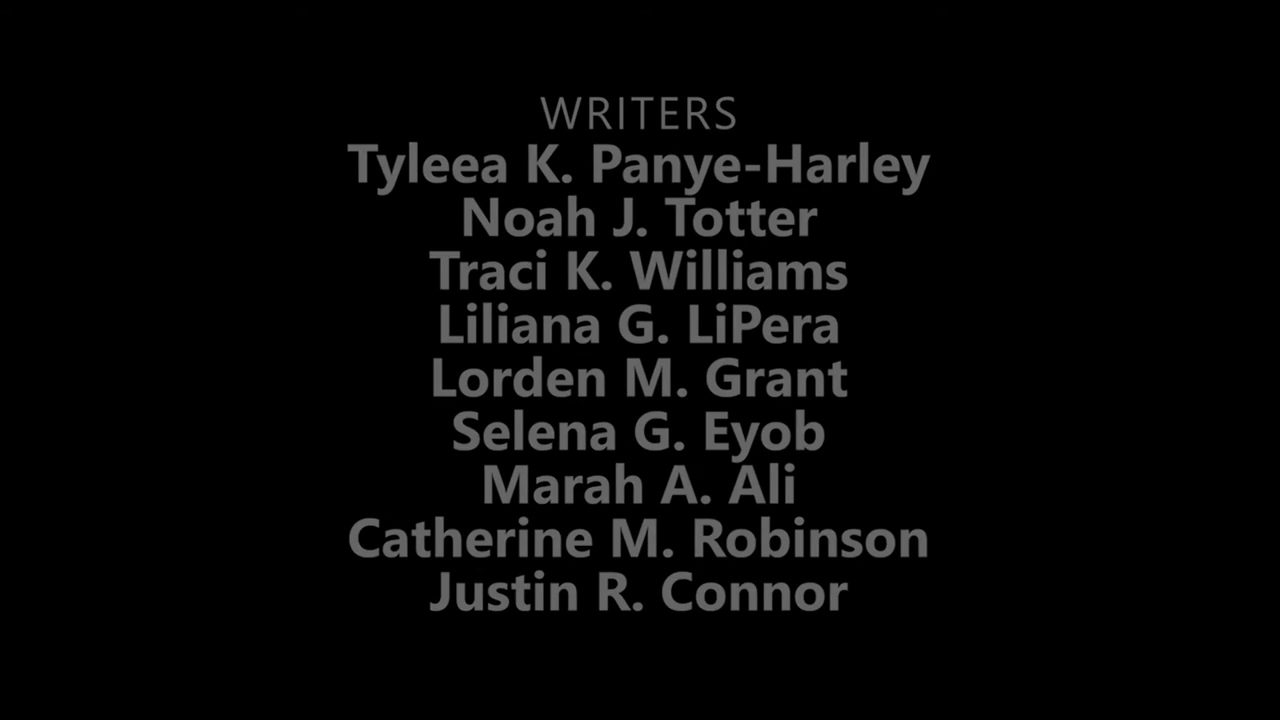 WRITERS
Tyleea K. Panye-Harley
Noah J. Totter
Traci K. Williams
Liliana G. LiPera
Lorden M. Grant
Selena G. Eyob
Marah A. Ali
Catherine M. Robinson
Justin R. Connor